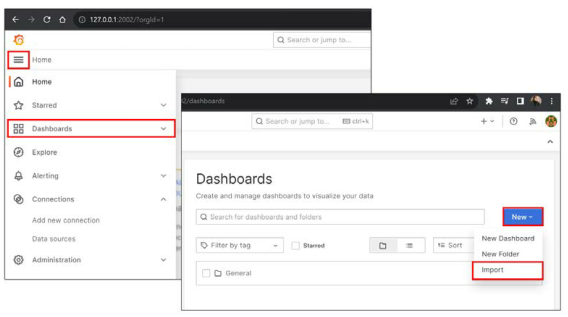 127.0.0.1:2002/?orgId=1
Search or jump to...
Home
Home
Starred
Dashboards
Explore
Alerting
Connections
Add new connection
Data sources
Administration
/dashboards
Search or jump to...
ctrl+k
Dashboards
Create and manage dashboards to visualize your data
Search for dashboards and folders
New
Filter by tag
Starred
Sort
New Dashboard
New Folder
Import
General